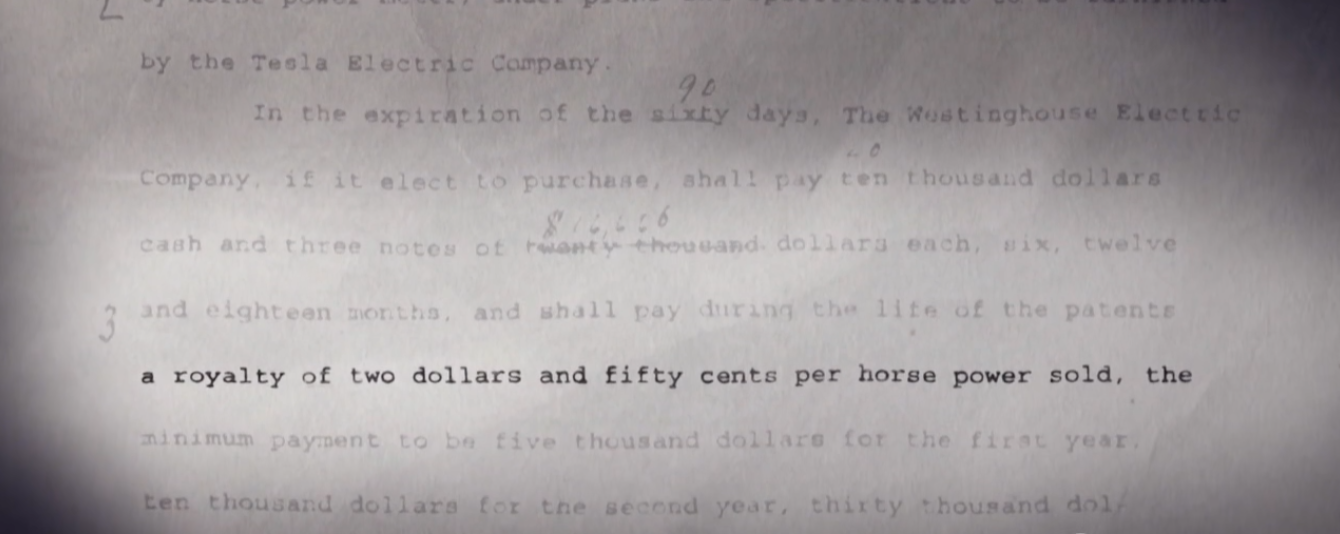 by horse power
by the Tesla Electric Company.
90
In the expiration of the sixty days, The Westinghouse Electric
Company, if it elect to purchase, shall pay ten thousand dollars
cash and three notes of twenty thousand dollars each, six, twelve
3 and eighteen months, and shall pay during the life of the patents
a royalty of two dollars and fifty cents per horse power sold, the
minimum payment to be five thousand dollars for the first year,
ten thousand dollars for the second year, thirty thousand dol